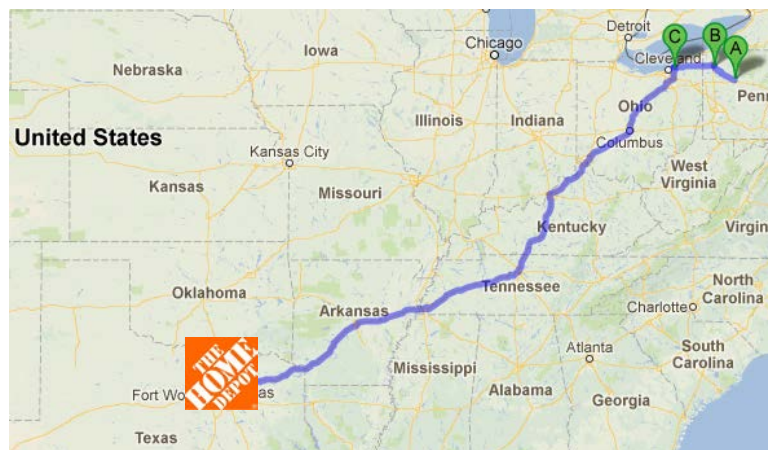 Detroit
C
B
A
Chicago
Iowa
Cleveland
Nebraska
Penn
Ohio
Illinois
Indiana
United States
Columbus
Kansas City
West
Virginia
Kansas
Missouri
Kentucky
Virgin
North
Carolina
Tennessee
Oklahoma
Charlotte
Arkansas
THE
HOME
DEPOT
Atlanta
South
Carolina
Mississippi
Fort Wo
as
Alabama
Georgia
Texas